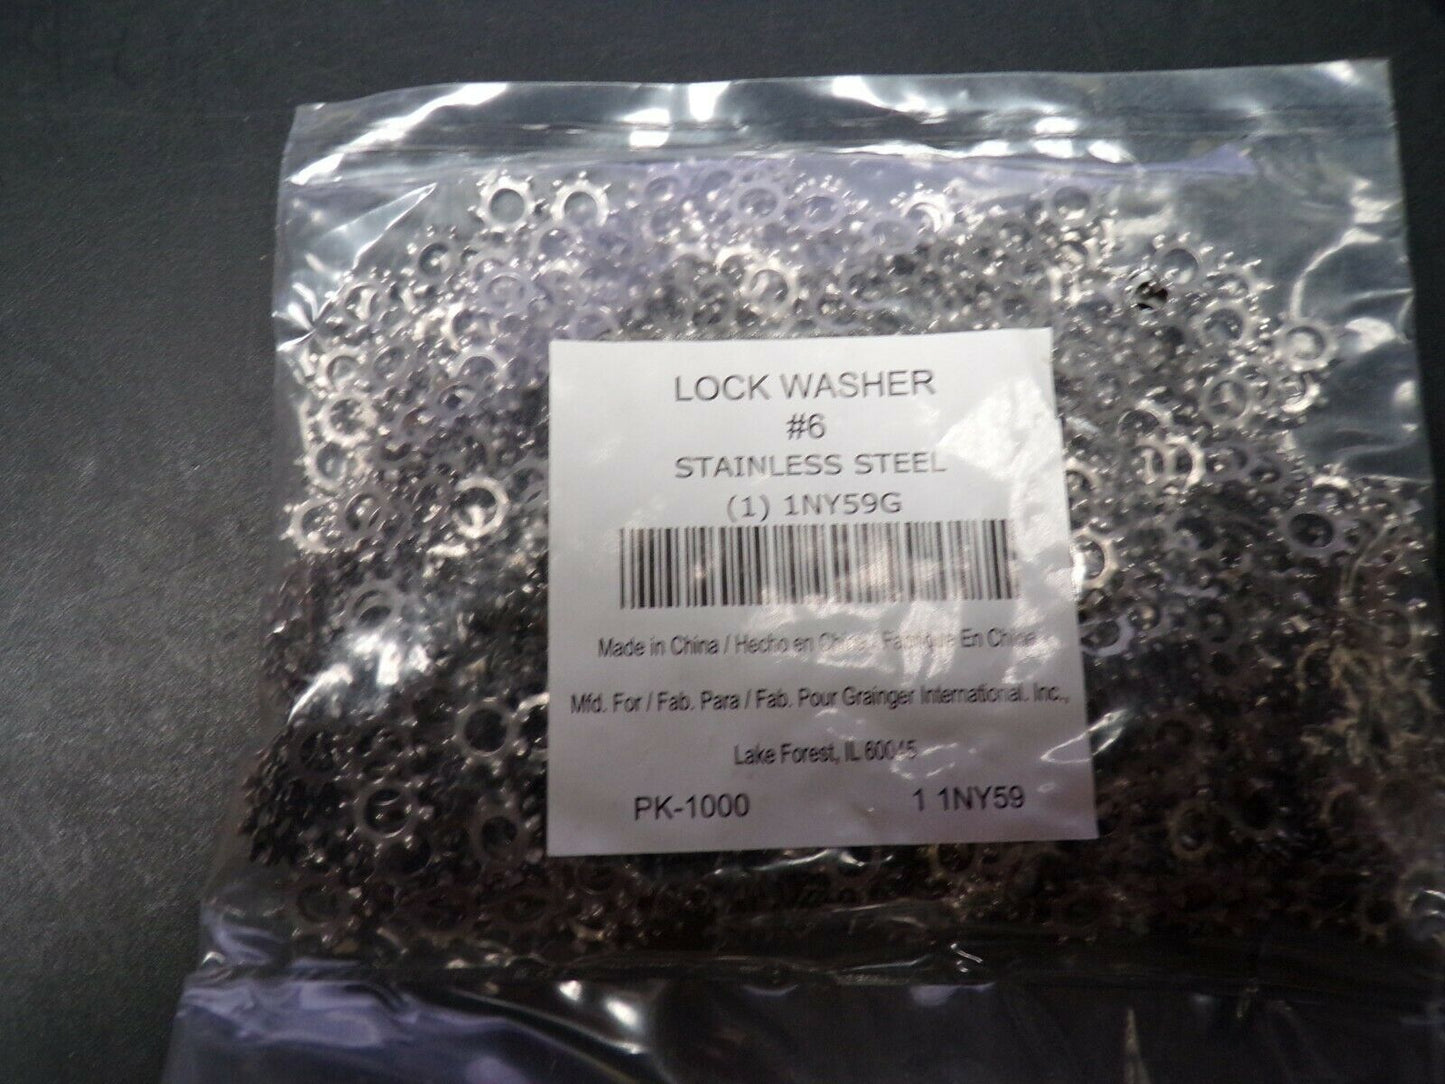 LOCK WASHER
#6
STAINLESS STEEL
(1) 1NY59G
Made in China / Hecho en China / Fabriqué En Chine
Mfd. For / Fab. Para / Fab. Pour Grainger International. Inc.,
Lake Forest, IL 60045
PK-1000 1 1NY59